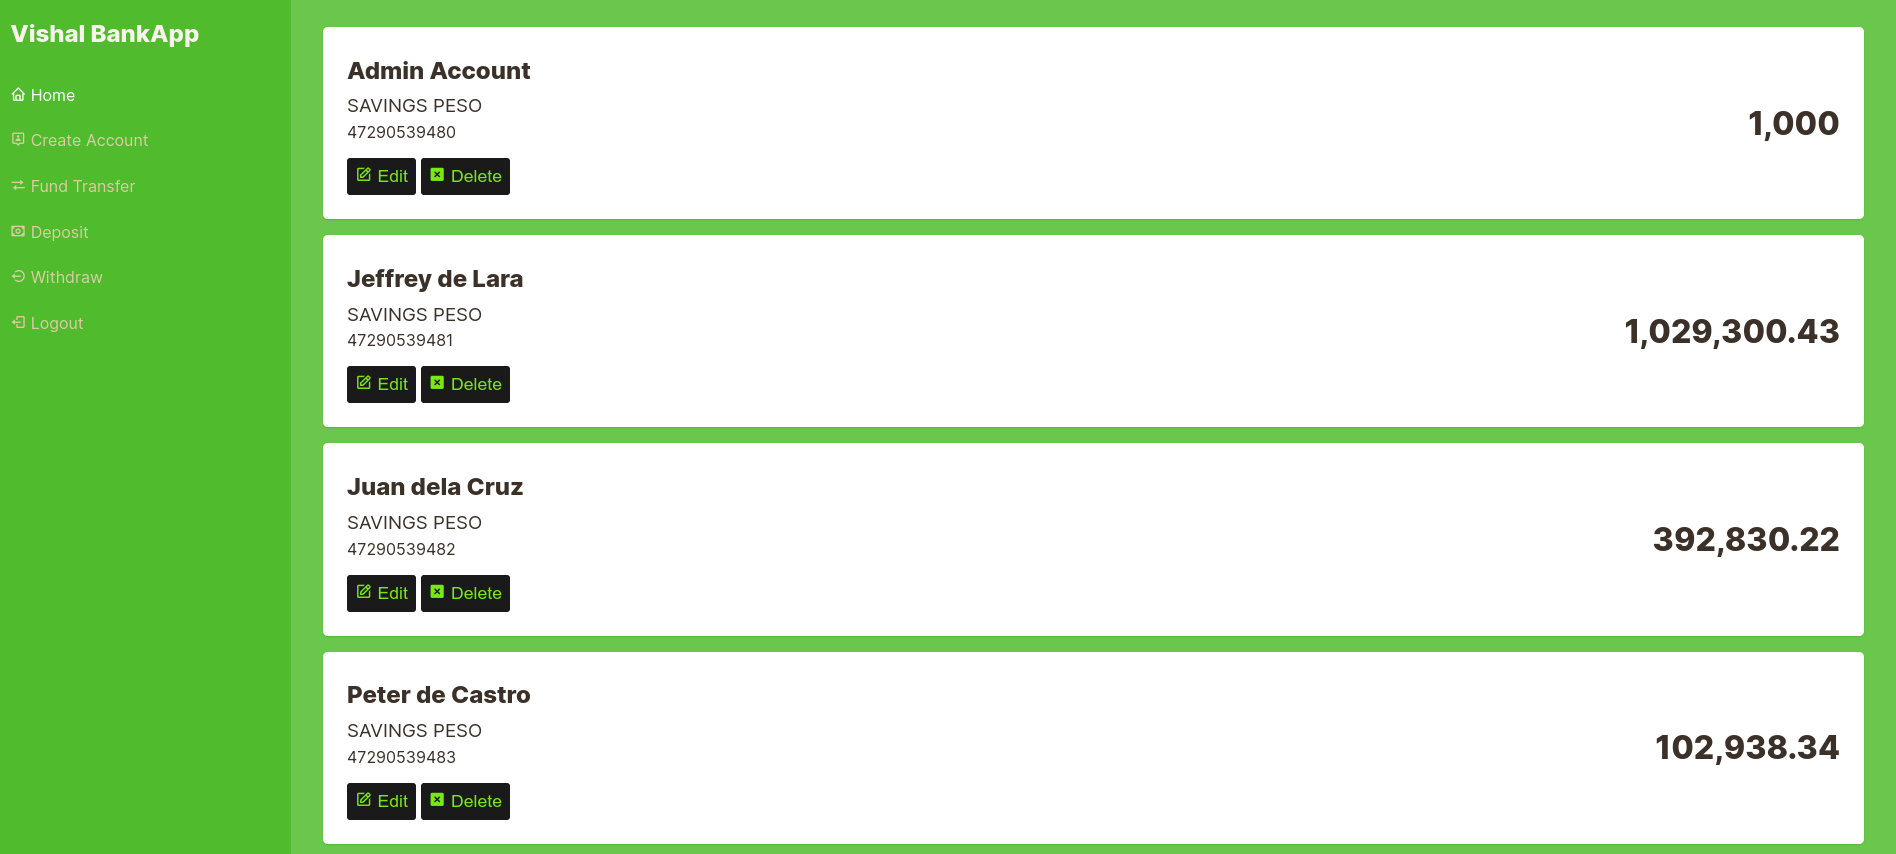 Vishal BankApp
Home
Create Account
Fund Transfer
Deposit
Withdraw
Logout
Admin Account
SAVINGS PESO
47290539480
1,000
Edit Delete
Jeffrey de Lara
SAVINGS PESO
47290539481
1,029,300.43
Edit Delete
Juan dela Cruz
SAVINGS PESO
47290539482
392,830.22
Edit Delete
Peter de Castro
SAVINGS PESO
47290539483
102,938.34
Edit Delete